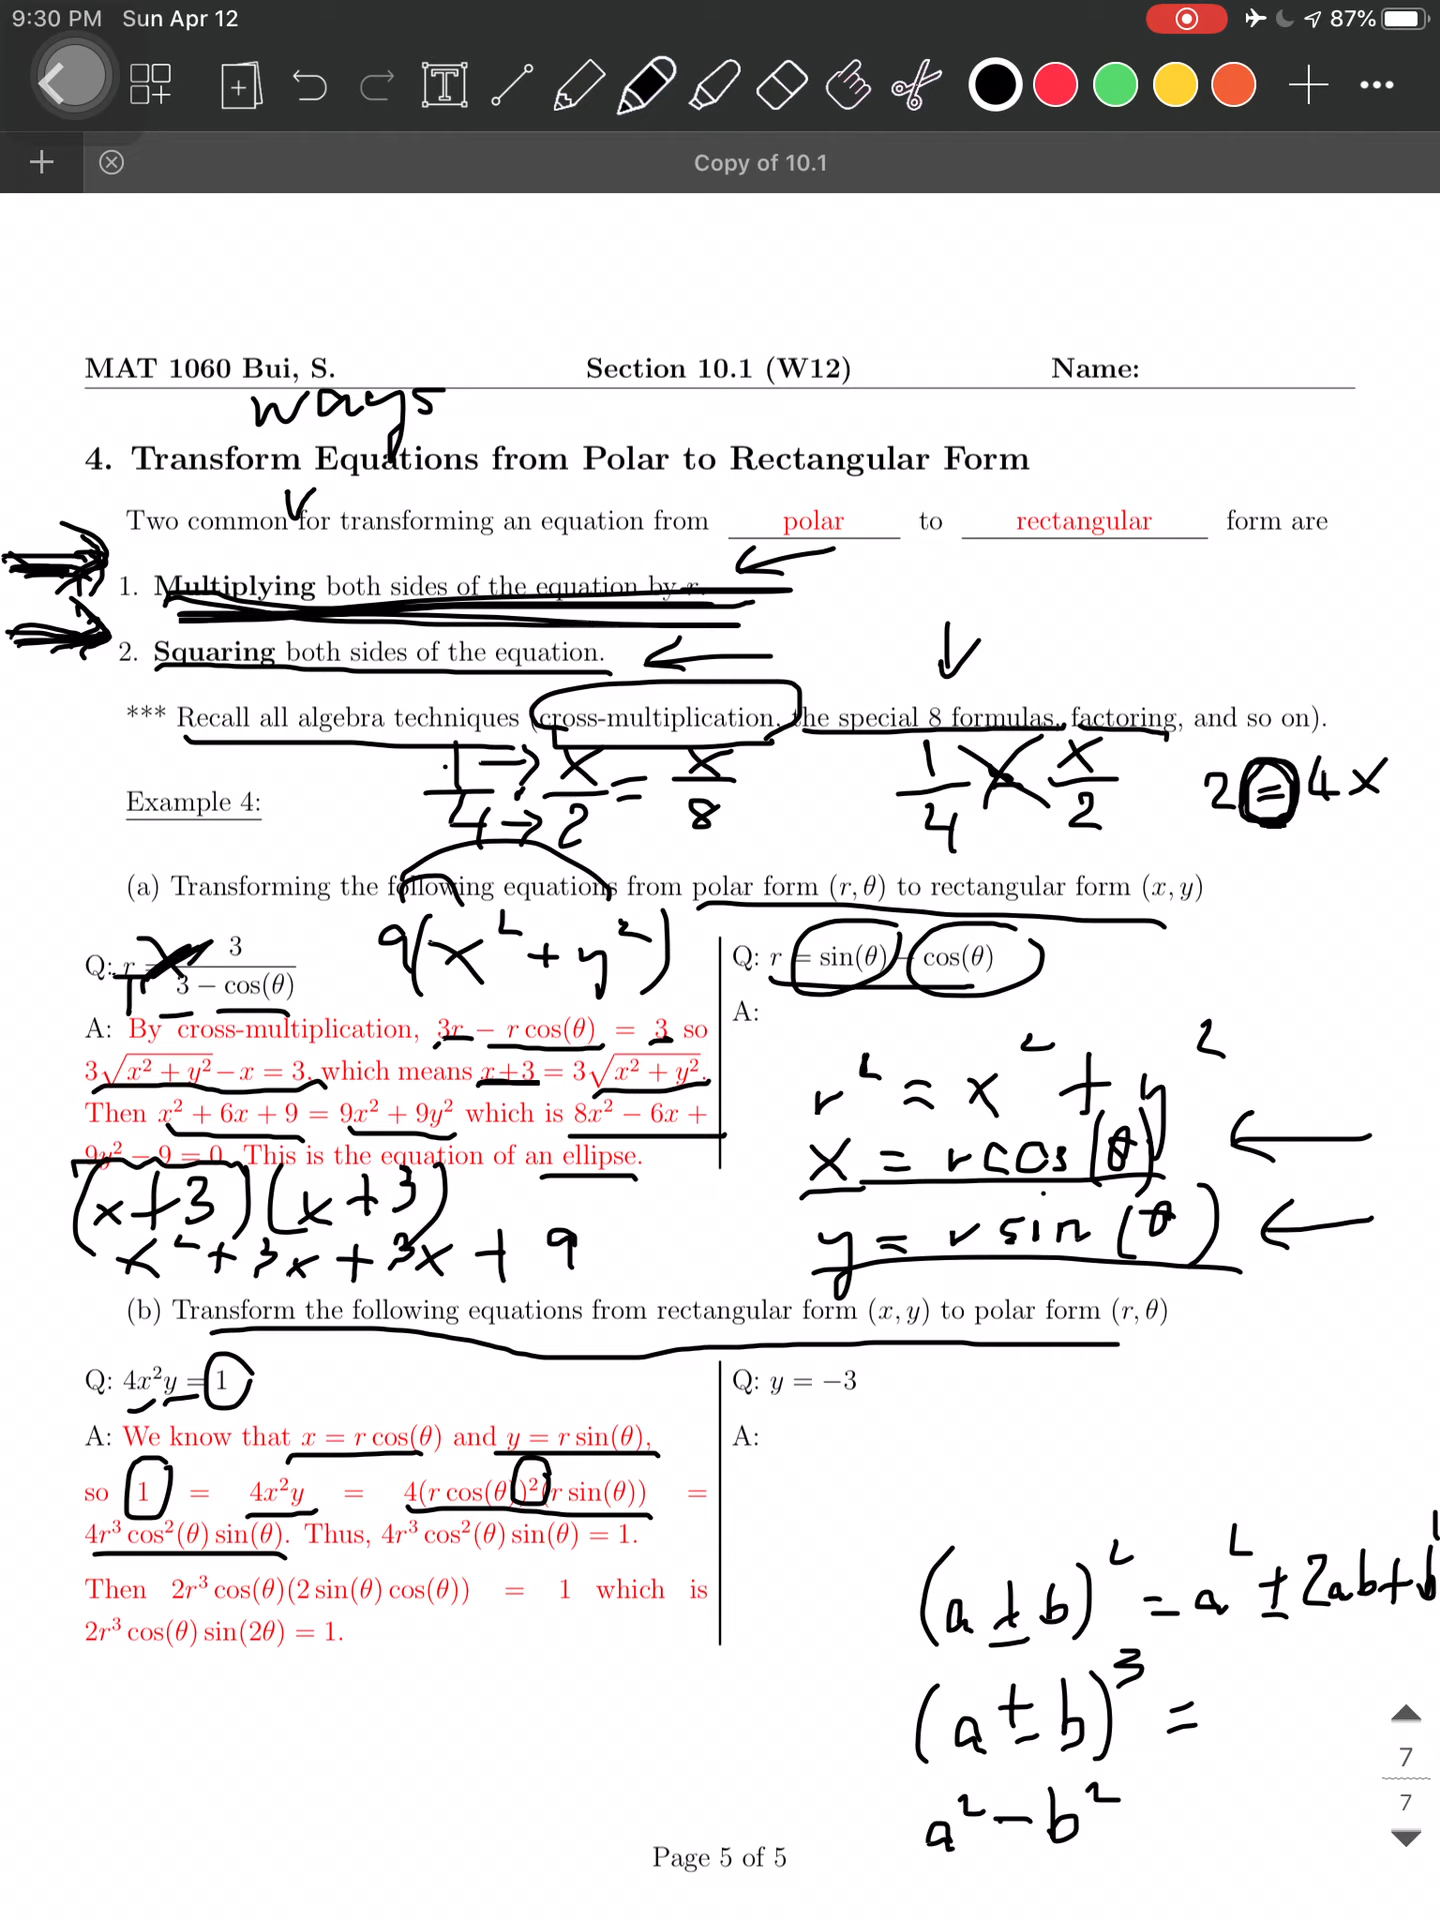 9:30 PM Sun Apr 12 87%
Copy of 10.1
MAT 1060 Bui, S. Section 10.1 (W12) Name:
ways
4. Transform Equations from Polar to Rectangular Form
Two common for transforming an equation from polar to rectangular form are
1. Multiplying both sides of the equation by r.
2. Squaring both sides of the equation.
*** Recall all algebra techniques (cross-multiplication, the special 8 formulas, factoring, and so on).
1/4 → x/2 = x/8 1/4 x/2 2 = 4x
Example 4:
(a) Transforming the following equations from polar form (r, θ) to rectangular form (x, y)
9(x² + y²)
Q: r = 3/(3 − cos(θ))
A: By cross-multiplication, 3r − r cos(θ) = 3 so
3√(x² + y²) − x = 3, which means x+3 = 3√(x² + y²).
Then x² + 6x + 9 = 9x² + 9y² which is 8x² − 6x +
9y² − 9 = 0. This is the equation of an ellipse.
(x+3)(x+3)
x² + 3x + 3x + 9
Q: r = sin(θ) − cos(θ)
A:
r² = x² + y²
x = r cos(θ)
y = r sin(θ)
(b) Transform the following equations from rectangular form (x, y) to polar form (r, θ)
Q: 4x²y = 1
A: We know that x = r cos(θ) and y = r sin(θ),
so 1 = 4x²y = 4(r cos(θ))²(r sin(θ)) =
4r³ cos²(θ) sin(θ). Thus, 4r³ cos²(θ) sin(θ) = 1.
Then 2r³ cos(θ)(2 sin(θ) cos(θ)) = 1 which is
2r³ cos(θ) sin(2θ) = 1.
Q: y = −3
A:
(a ± b)² = a² ± 2ab + b
(a ± b)³ =
a² − b²
7
7
Page 5 of 5